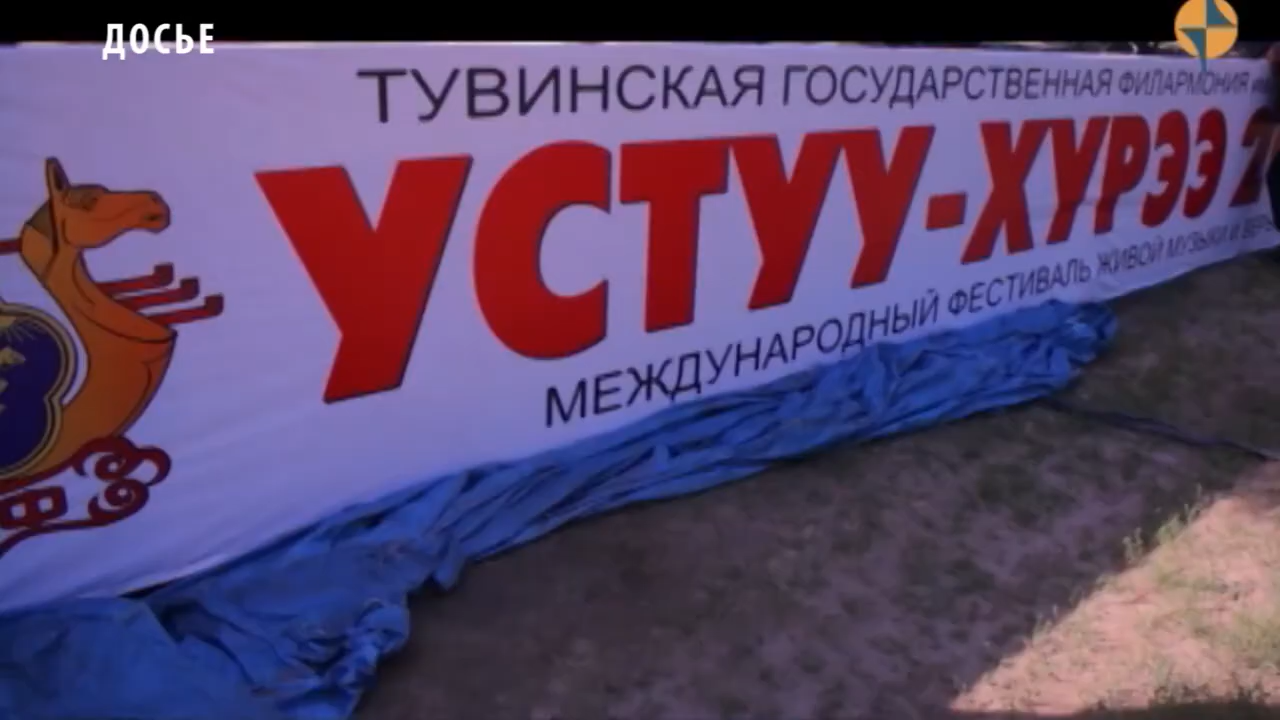 ДОСЬЕ
ТУВИНСКАЯ ГОСУДАРСТВЕННАЯ ФИЛАРМОНИЯ
УСТУУ-ХУРЭЭ
МЕЖДУНАРОДНЫЙ ФЕСТИВАЛЬ ЖИВОЙ МУЗЫКИ И